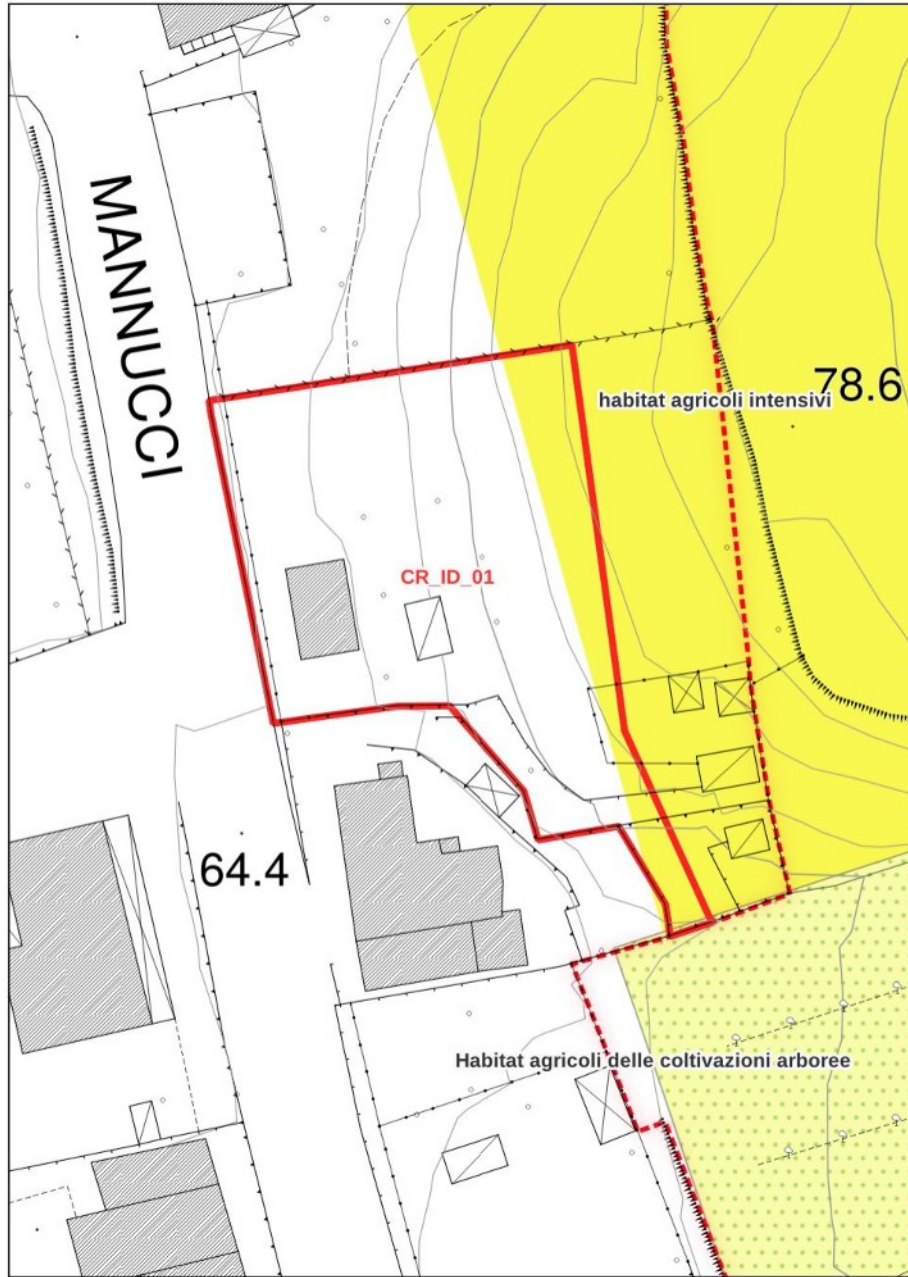 MANNUCCI
habitat agricoli intensivi
78.6
CR_ID_01
64.4
Habitat agricoli delle coltivazioni arboree